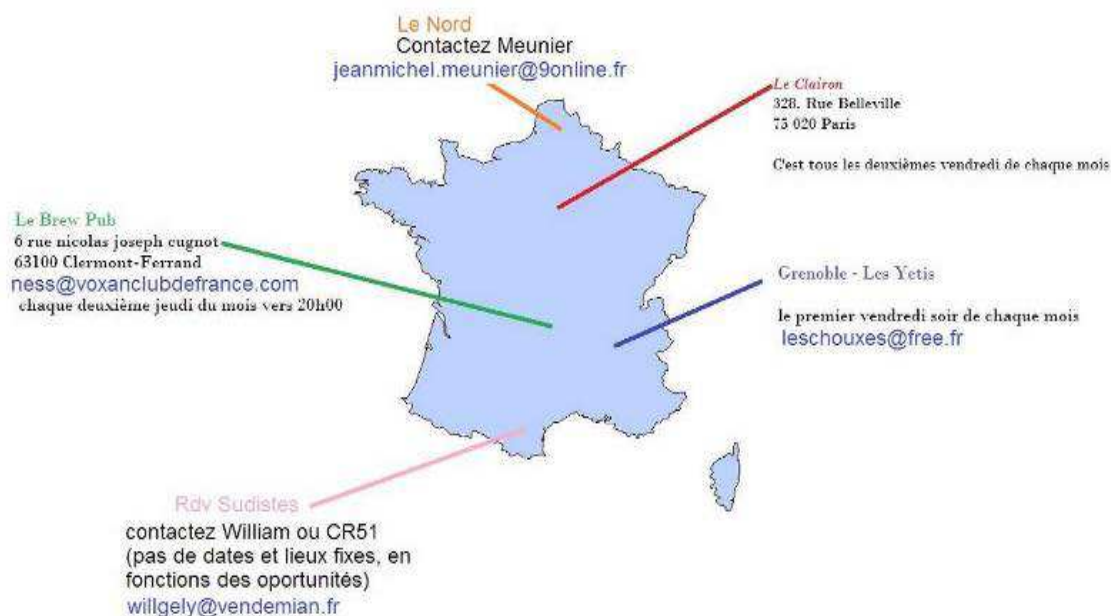 Le Nord
Contactez Meunier
jeanmichel.meunier@9online.fr
Le Clairon
328. Rue Belleville
75 020 Paris
C'est tous les deuxièmes vendredi de chaque mois
Le Brew Pub
6 rue nicolas joseph cugnot
63100 Clermont-Ferrand
ness@voxanclubdefrance.com
chaque deuxième jeudi du mois vers 20h00
Grenoble - Les Yetis
le premier vendredi soir de chaque mois
leschouxes@free.fr
Rdv Sudistes
contactez William ou CR51
(pas de dates et lieux fixes, en
fonctions des oportunités)
willgely@vendemian.fr